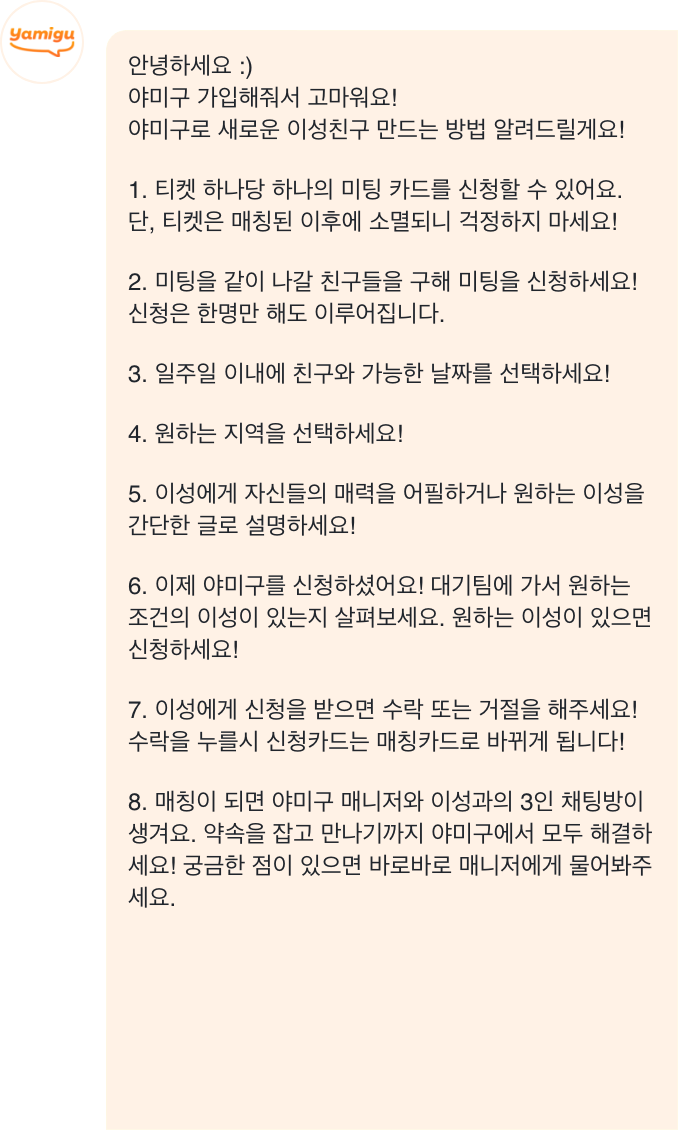 Yamigu
안녕하세요 :)
야미구 가입해줘서 고마워요!
야미구로 새로운 이성친구 만드는 방법 알려드릴게요!
1. 티켓 하나당 하나의 미팅 카드를 신청할 수 있어요.
단, 티켓은 매칭된 이후에 소멸되니 걱정하지 마세요!
2. 미팅을 같이 나갈 친구들을 구해 미팅을 신청하세요!
신청은 한명만 해도 이루어집니다.
3. 일주일 이내에 친구와 가능한 날짜를 선택하세요!
4. 원하는 지역을 선택하세요!
5. 이성에게 자신들의 매력을 어필하거나 원하는 이성을
간단한 글로 설명하세요!
6. 이제 야미구를 신청하셨어요! 대기팀에 가서 원하는
조건의 이성이 있는지 살펴보세요. 원하는 이성이 있으면
신청하세요!
7. 이성에게 신청을 받으면 수락 또는 거절을 해주세요!
수락을 누를시 신청카드는 매칭카드로 바뀌게 됩니다!
8. 매칭이 되면 야미구 매니저와 이성과의 3인 채팅방이
생겨요. 약속을 잡고 만나기까지 야미구에서 모두 해결하
세요! 궁금한 점이 있으면 바로바로 매니저에게 물어봐주
세요.